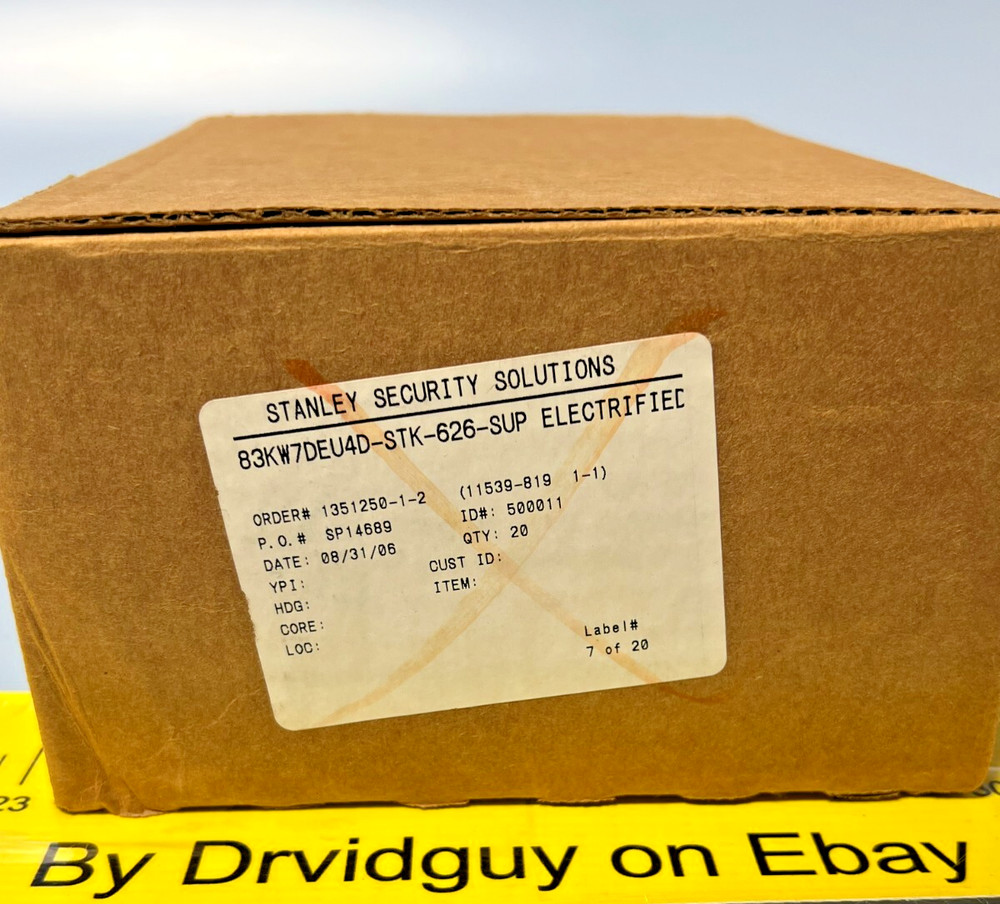 STANLEY SECURITY SOLUTIONS
83KW7DEU4D-STK-626-SUP ELECTRIFIED
ORDER# 1351250-1-2 (11539-819 1-1)
P.O.# SP14689 ID#: 500011
DATE: 08/31/06 QTY: 20
YPI: CUST ID:
HDG: ITEM:
CORE:
LOC:
Label#
7 of 20
23
By Drvidguy on Ebay